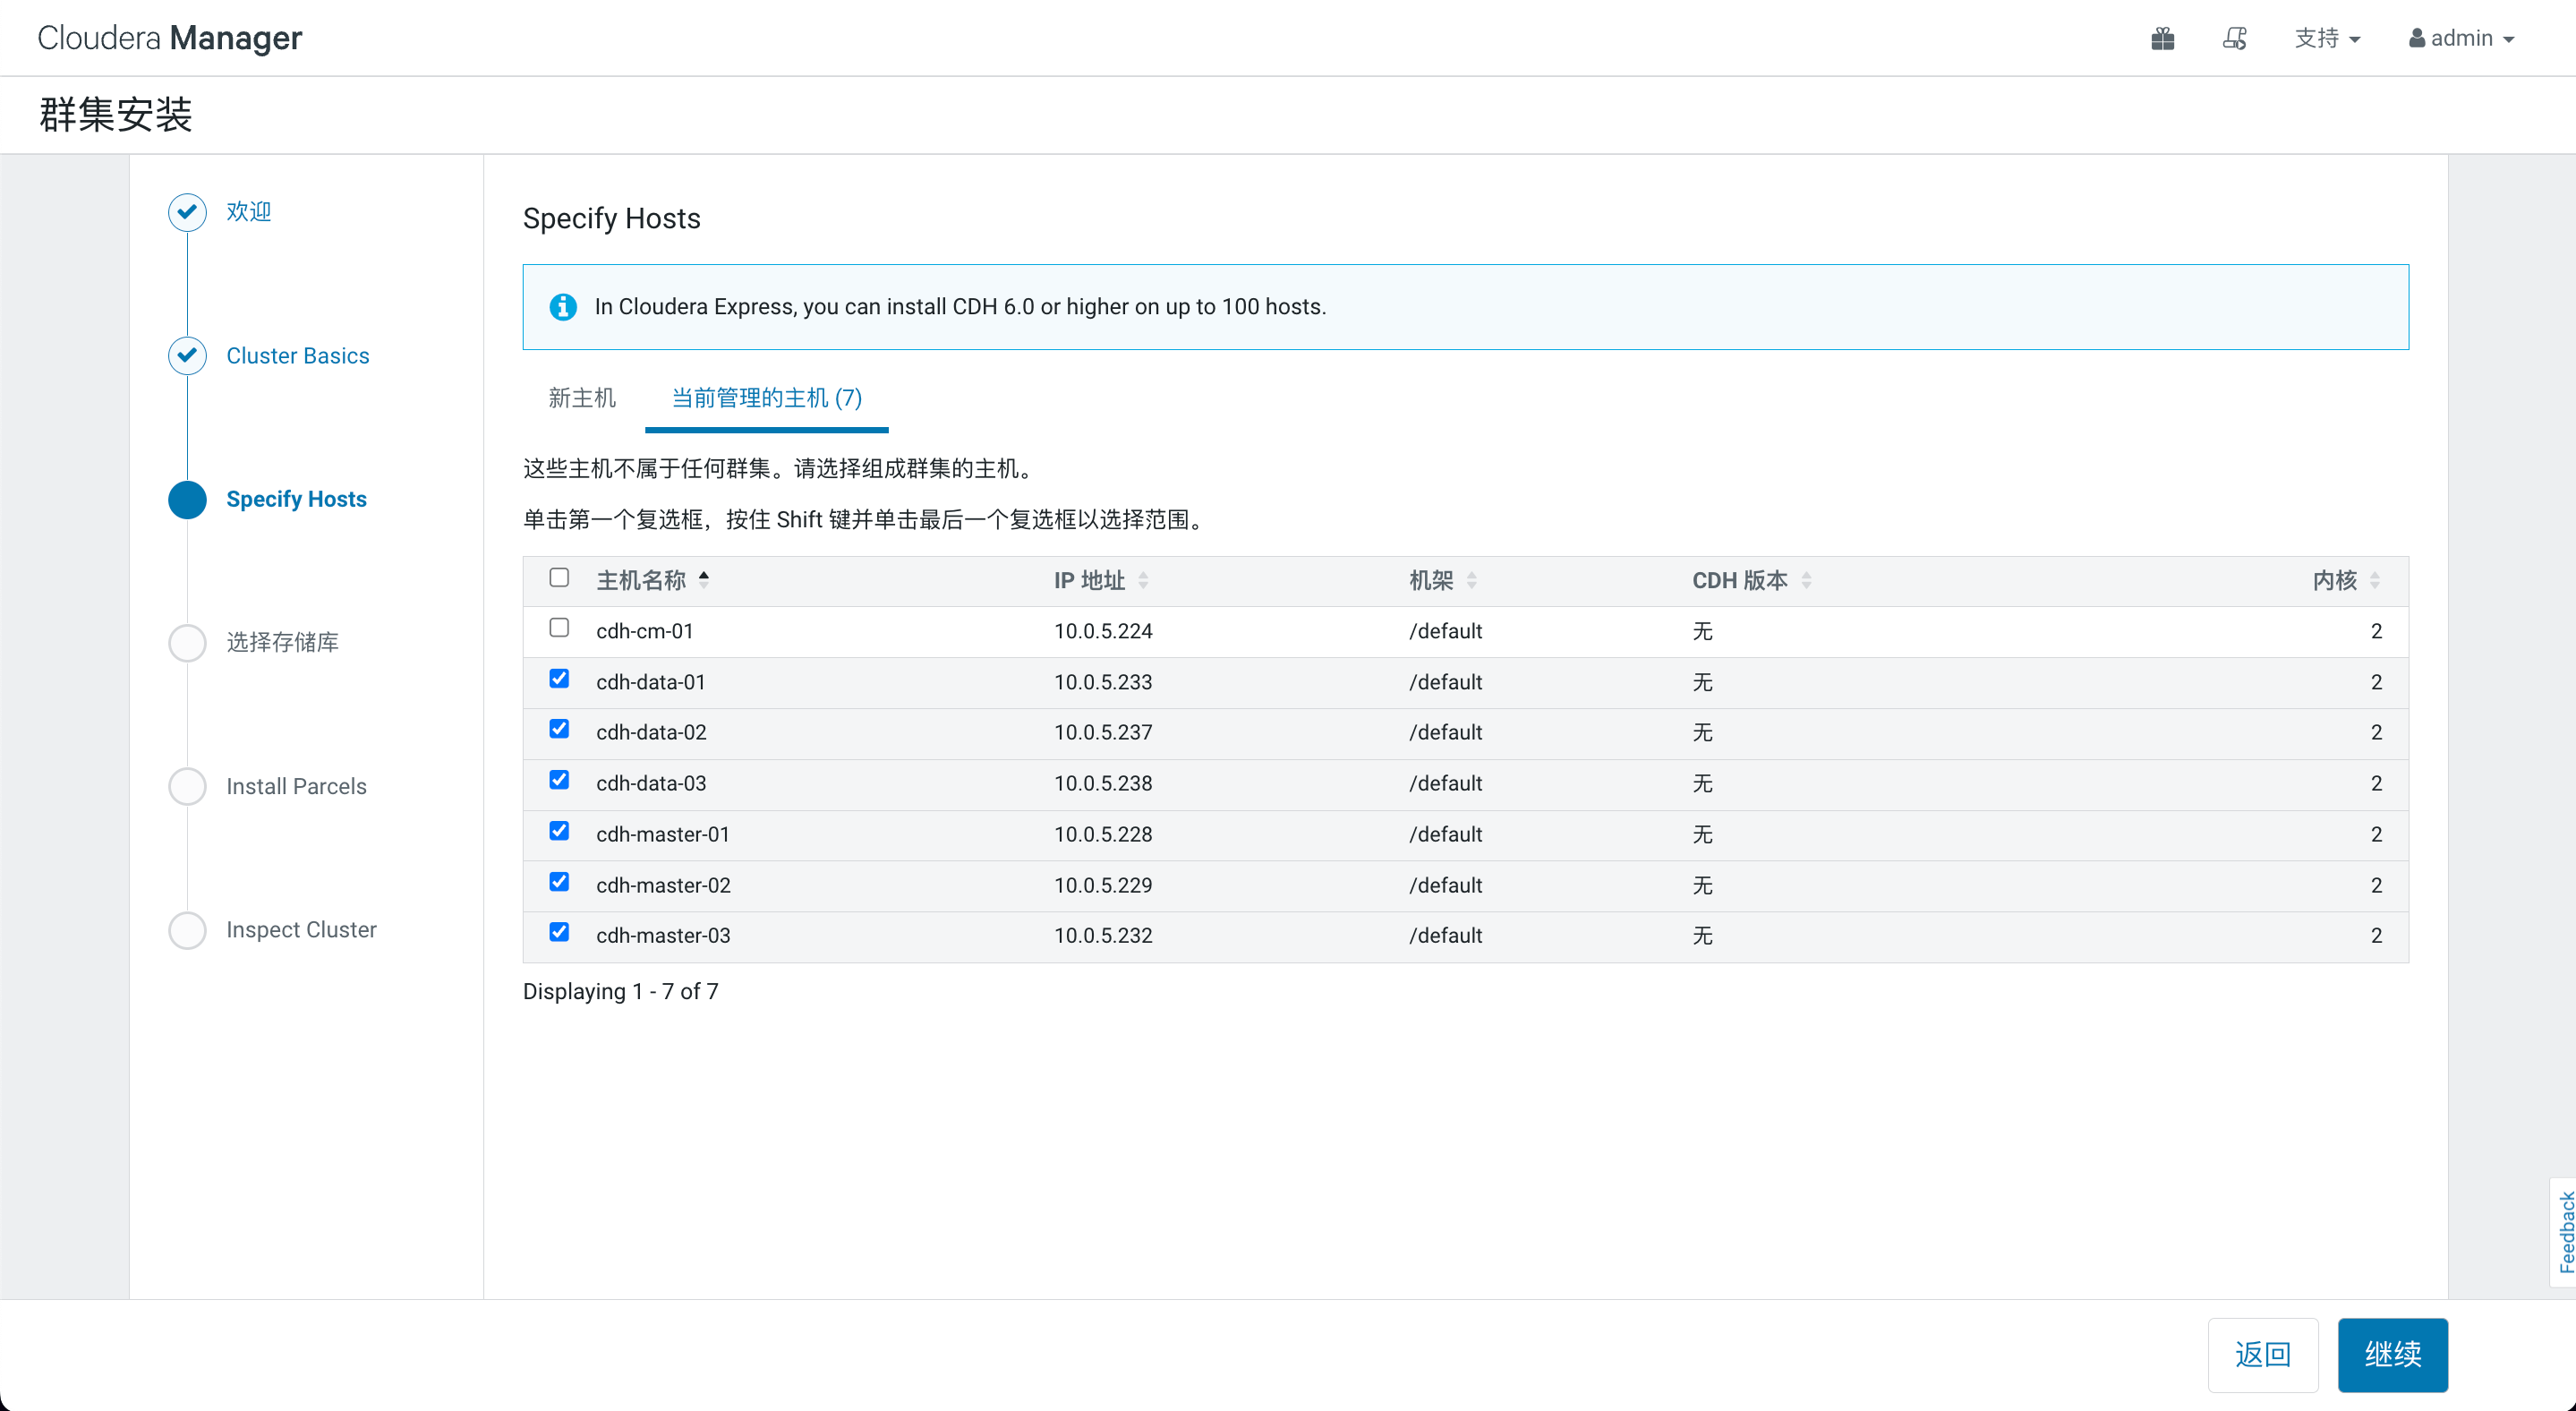 Cloudera Manager
支持
admin
群集安装
欢迎
Cluster Basics
Specify Hosts
选择存储库
Install Parcels
Inspect Cluster
Specify Hosts
In Cloudera Express, you can install CDH 6.0 or higher on up to 100 hosts.
新主机 当前管理的主机 (7)
这些主机不属于任何群集。请选择组成群集的主机。
单击第一个复选框，按住 Shift 键并单击最后一个复选框以选择范围。
主机名称 IP 地址 机架 CDH 版本 内核
cdh-cm-01 10.0.5.224 /default 无 2
cdh-data-01 10.0.5.233 /default 无 2
cdh-data-02 10.0.5.237 /default 无 2
cdh-data-03 10.0.5.238 /default 无 2
cdh-master-01 10.0.5.228 /default 无 2
cdh-master-02 10.0.5.229 /default 无 2
cdh-master-03 10.0.5.232 /default 无 2
Displaying 1 - 7 of 7
Feedback
返回 继续